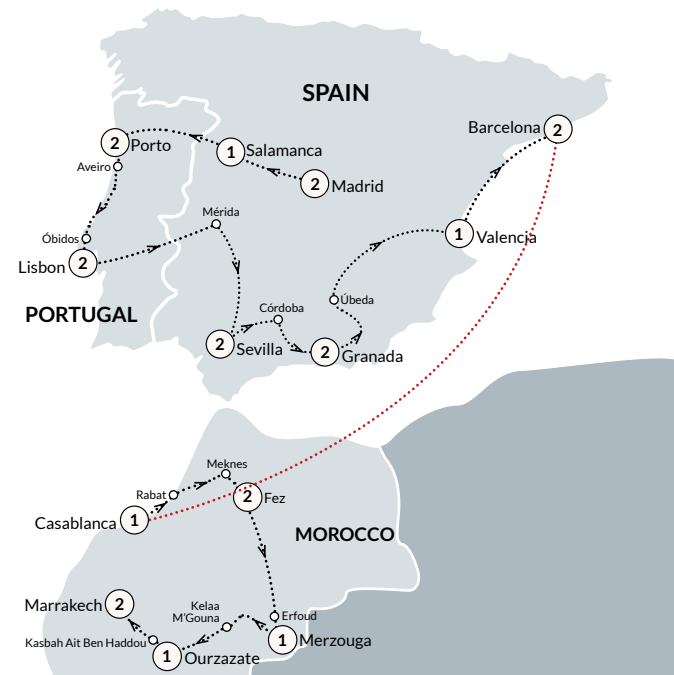 SPAIN
Barcelona
2
2
Porto
1
Salamanca
Aveiro
2
Madrid
Mérida
Óbidos
1
Valencia
Lisbon
2
PORTUGAL
Úbeda
Córdoba
2
Sevilla
2
Granada
Meknes
Rabat
2
Fez
Casablanca
1
MOROCCO
Marrakech
2
Kelaa
M'Gouna
Erfoud
Kasbah Ait Ben Haddou
1
Merzouga
1
Ourzazate